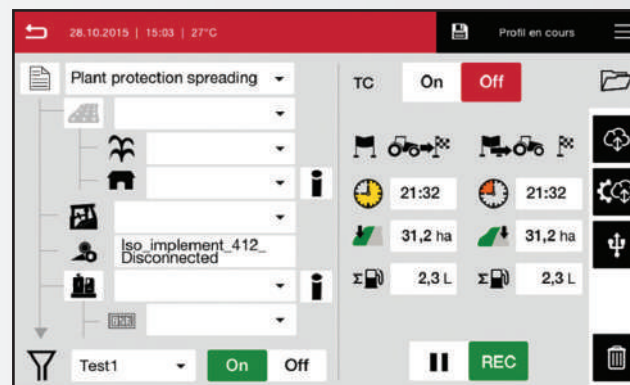 28.10.2015 | 15:03 | 27°C
Profil en cours
Plant protection spreading
TC
On
Off
21:32
21:32
Iso_implement_412_
Disconnected
31,2 ha
31,2 ha
Σ
2,3 L
Σ
2,3 L
Test1
On
Off
REC